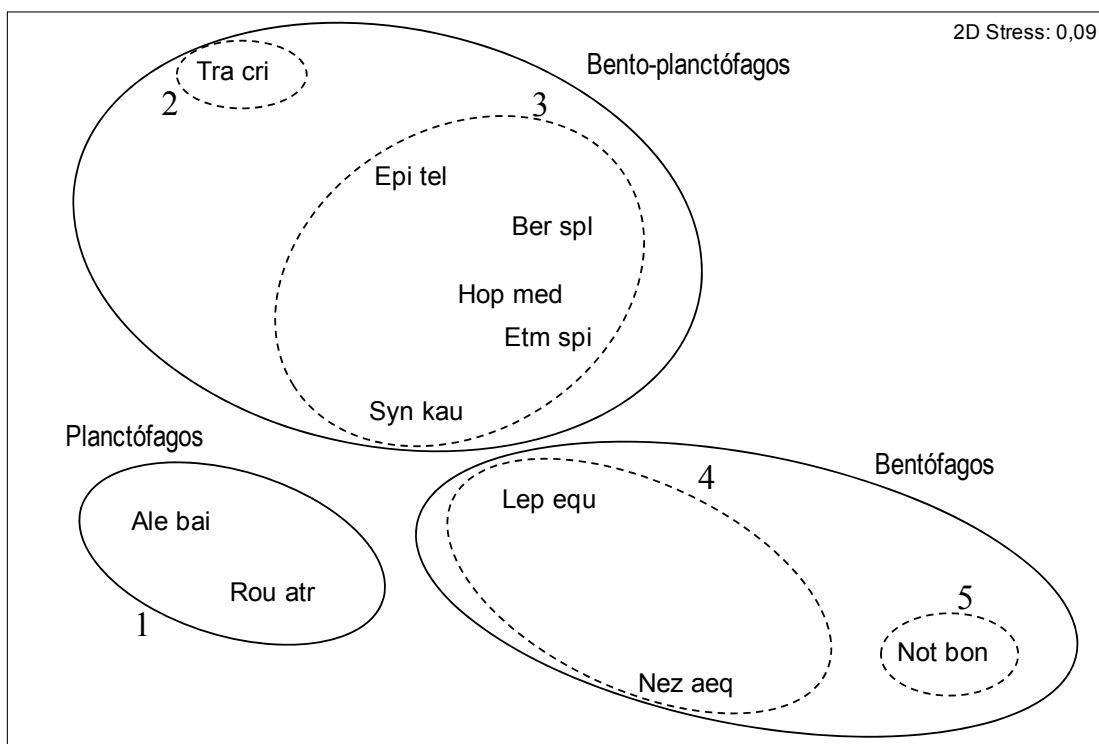 2D Stress: 0,09
Bento-planctófagos
Tra cri
2
3
Epi tel
Ber spl
Hop med
Etm spi
Syn kau
Planctófagos
Ale bai
Rou atr
1
Bentófagos
4
Lep equ
5
Not bon
Nez aeq